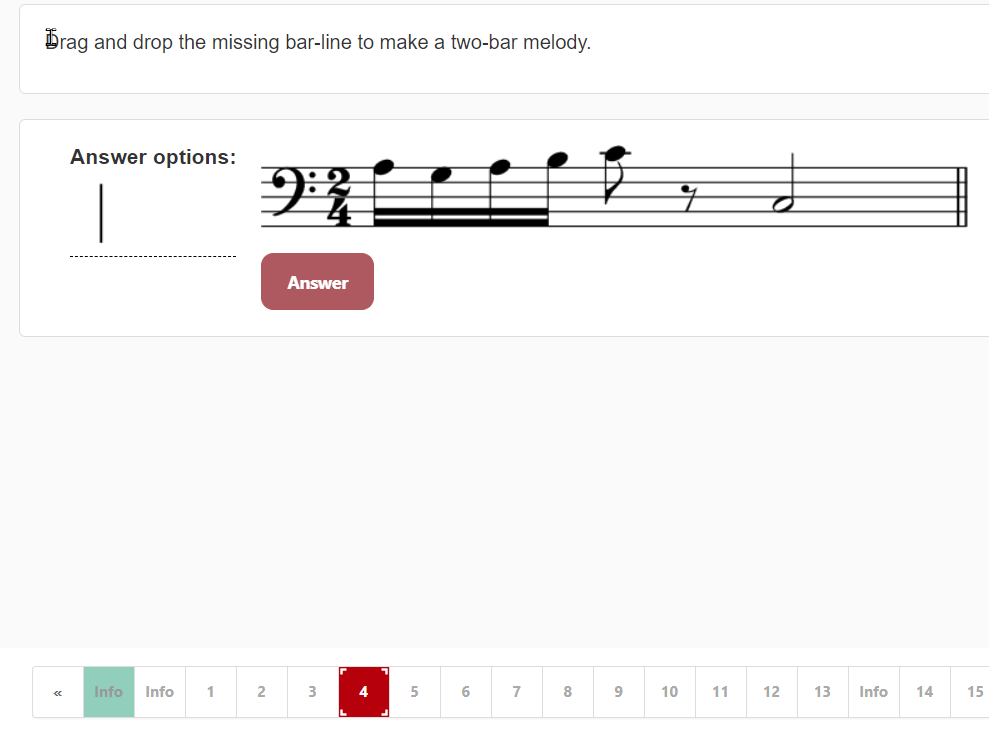 Drag and drop the missing bar-line to make a two-bar melody.
Answer options:
2
4
Answer
« Info Info 1 2 3 4 5 6 7 8 9 10 11 12 13 Info 14 15